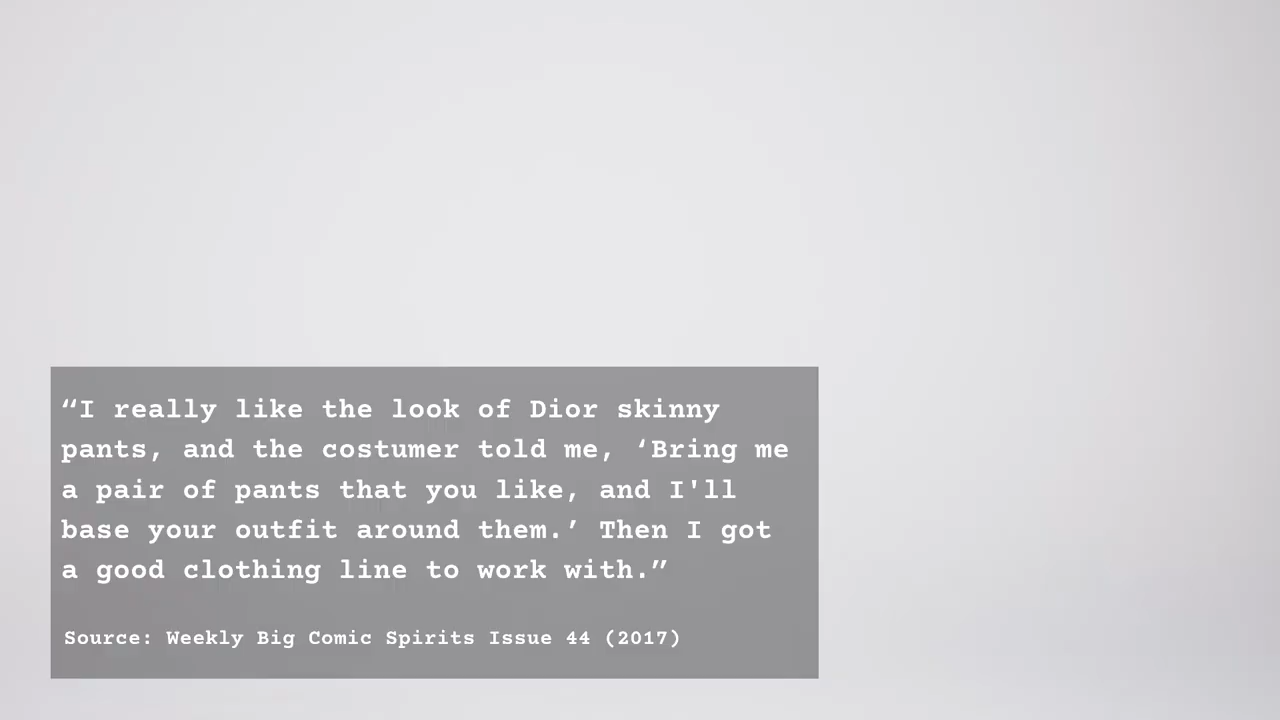 “I really like the look of Dior skinny
pants, and the costumer told me, ‘Bring me
a pair of pants that you like, and I'll
base your outfit around them.’ Then I got
a good clothing line to work with.”
Source: Weekly Big Comic Spirits Issue 44 (2017)